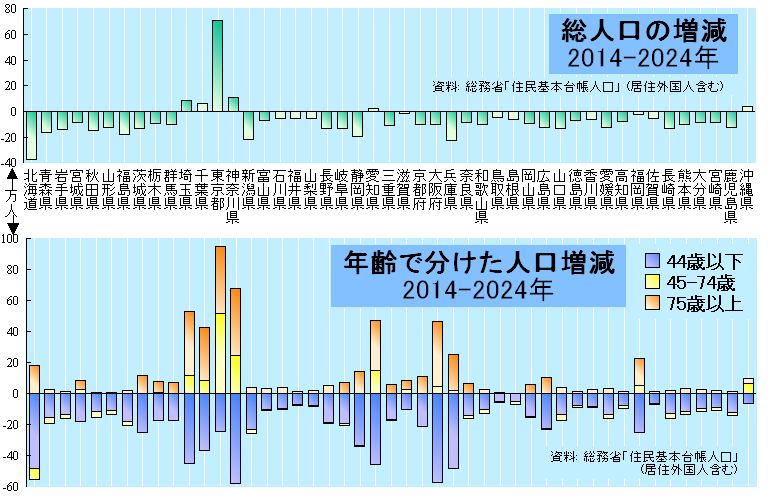 総人口の増減
2014-2024年
資料: 総務省「住民基本台帳人口」 (居住外国人含む)
80
60
40
20
0
-20
-40
北海道
青森県
岩手県
宮城県
秋田県
山形県
福島県
茨城県
栃木県
群馬県
埼玉県
千葉県
東京都
神奈川県
新潟県
富山県
石川県
福井県
山梨県
長野県
岐阜県
静岡県
愛知県
三重県
滋賀県
京都府
大阪府
兵庫県
奈良県
和歌山県
鳥取県
島根県
岡山県
広島県
山口県
徳島県
香川県
愛媛県
高知県
福岡県
佐賀県
長崎県
熊本県
大分県
宮崎県
鹿児島県
沖縄県
十万人
年齢で分けた人口増減
2014-2024年
44歳以下
45-74歳
75歳以上
100
80
60
40
20
0
-20
-40
-60
資料: 総務省「住民基本台帳人口」
(居住外国人含む)